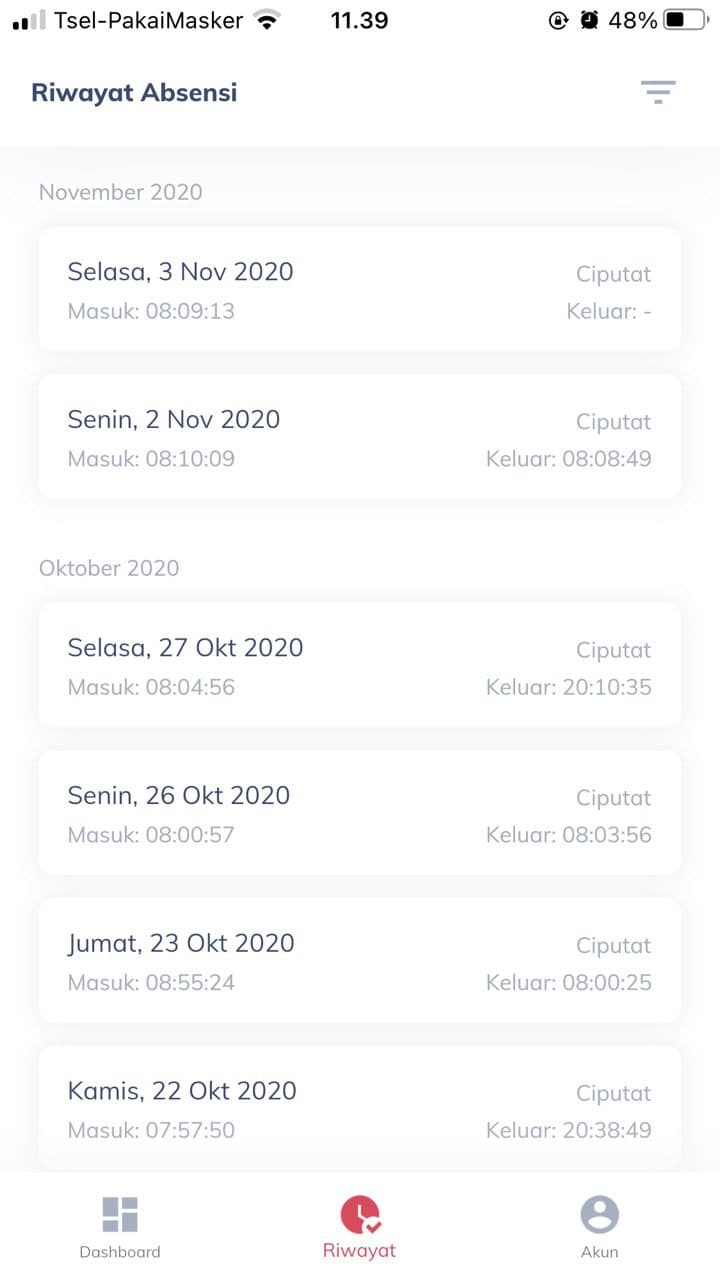 Tsel-PakaiMasker 11.39 48%
Riwayat Absensi
November 2020
Selasa, 3 Nov 2020 Ciputat
Masuk: 08:09:13 Keluar: -
Senin, 2 Nov 2020 Ciputat
Masuk: 08:10:09 Keluar: 08:08:49
Oktober 2020
Selasa, 27 Okt 2020 Ciputat
Masuk: 08:04:56 Keluar: 20:10:35
Senin, 26 Okt 2020 Ciputat
Masuk: 08:00:57 Keluar: 08:03:56
Jumat, 23 Okt 2020 Ciputat
Masuk: 08:55:24 Keluar: 08:00:25
Kamis, 22 Okt 2020 Ciputat
Masuk: 07:57:50 Keluar: 20:38:49
Dashboard Riwayat Akun